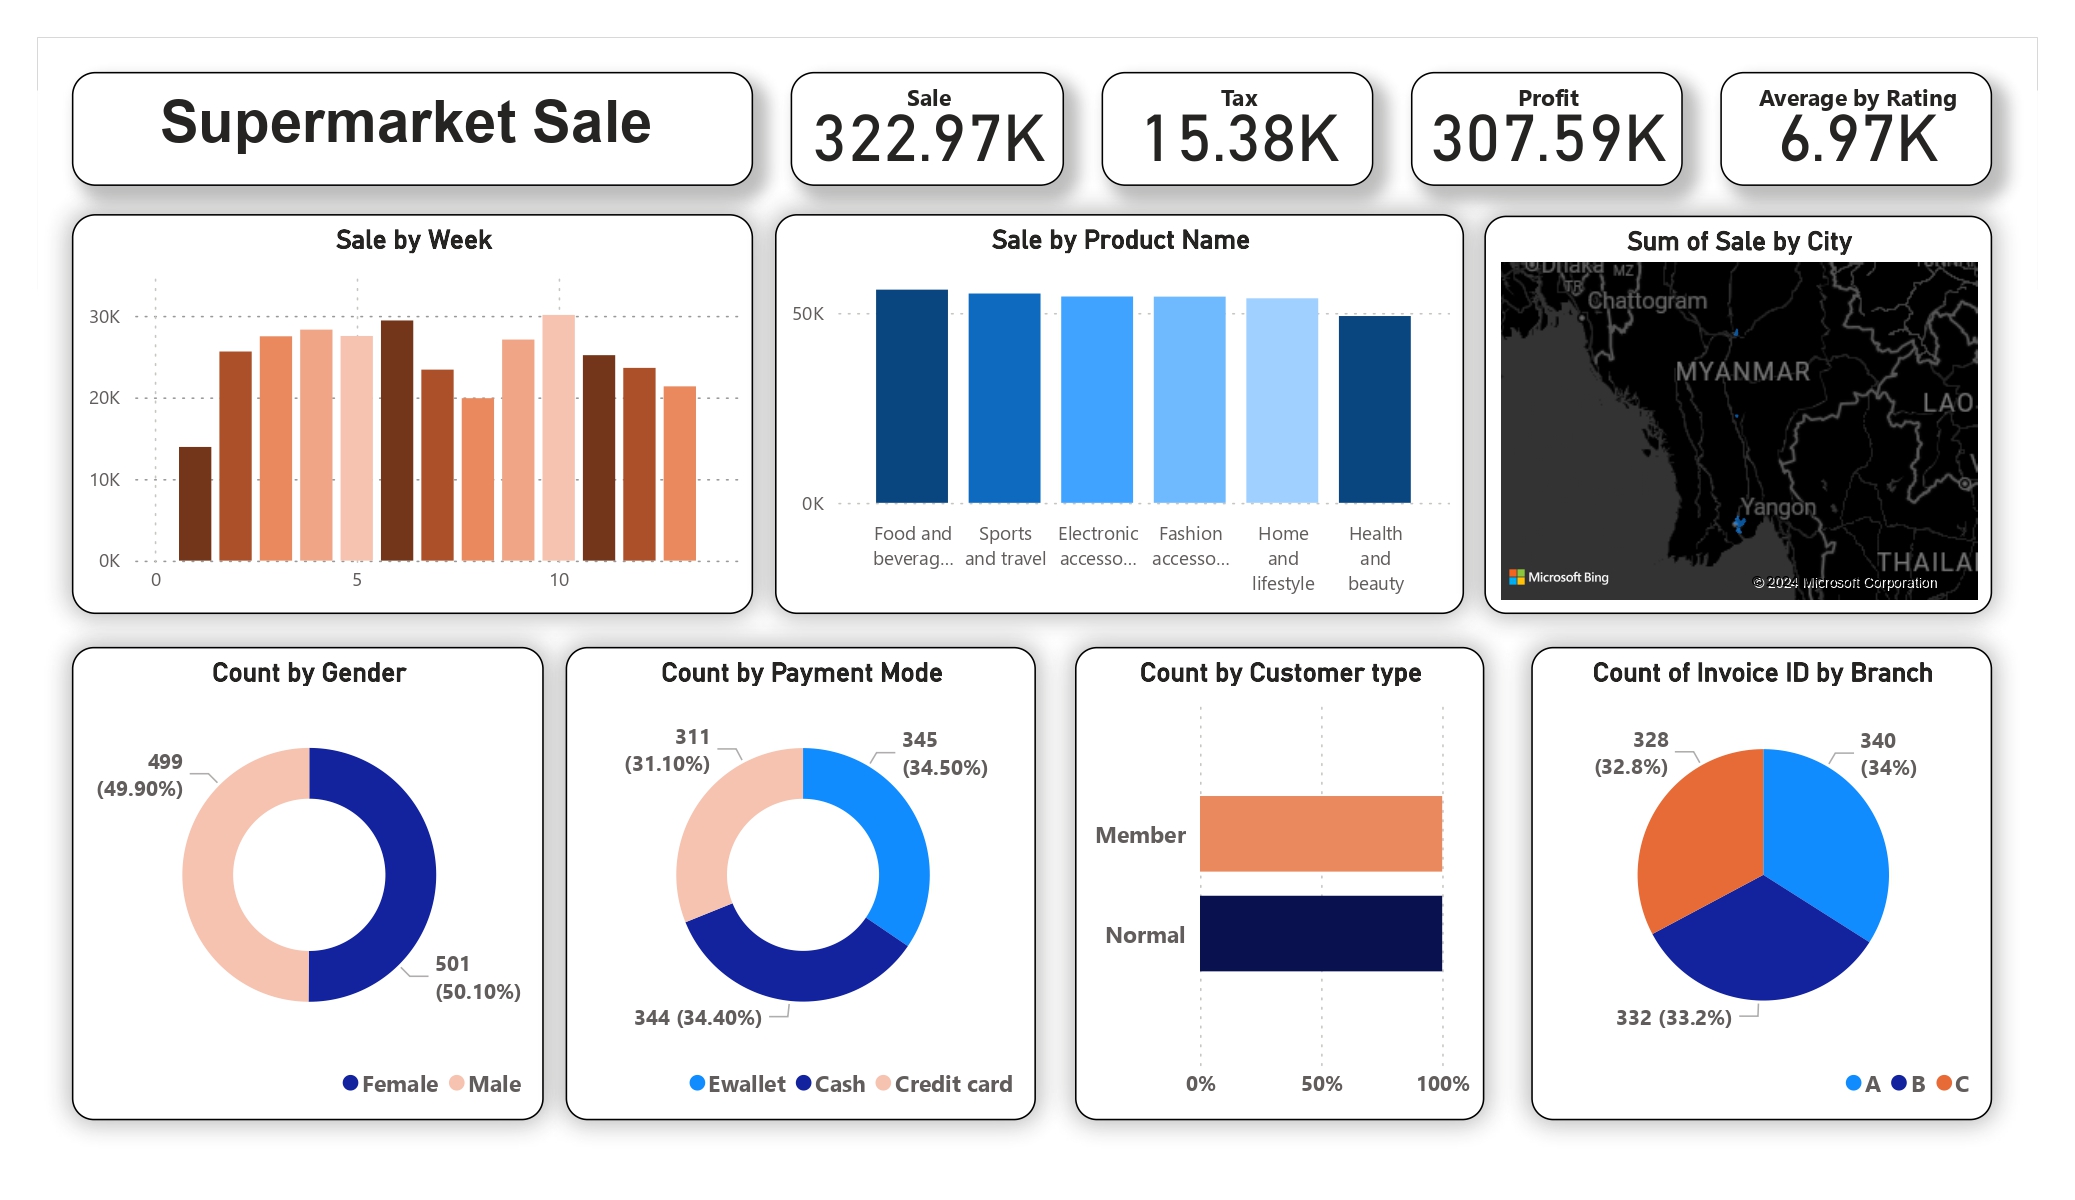 Supermarket Sale
Sale
322.97K
Tax
15.38K
Profit
307.59K
Average by Rating
6.97K
Sale by Week
30K
20K
10K
0K
0
5
10
Sale by Product Name
50K
0K
Food and
beverag...
Sports
and travel
Electronic
accesso...
Fashion
accesso...
Home
and
lifestyle
Health
and
beauty
Sum of Sale by City
Dhaka
MZ
TR
Chattogram
MYANMAR
LAO
Yangon
THAILA
Microsoft Bing
© 2024 Microsoft Corporation
Count by Gender
499
(49.90%)
501
(50.10%)
Female
Male
Count by Payment Mode
311
(31.10%)
345
(34.50%)
344 (34.40%)
Ewallet
Cash
Credit card
Count by Customer type
Member
Normal
0%
50%
100%
Count of Invoice ID by Branch
328
(32.8%)
340
(34%)
332 (33.2%)
A
B
C